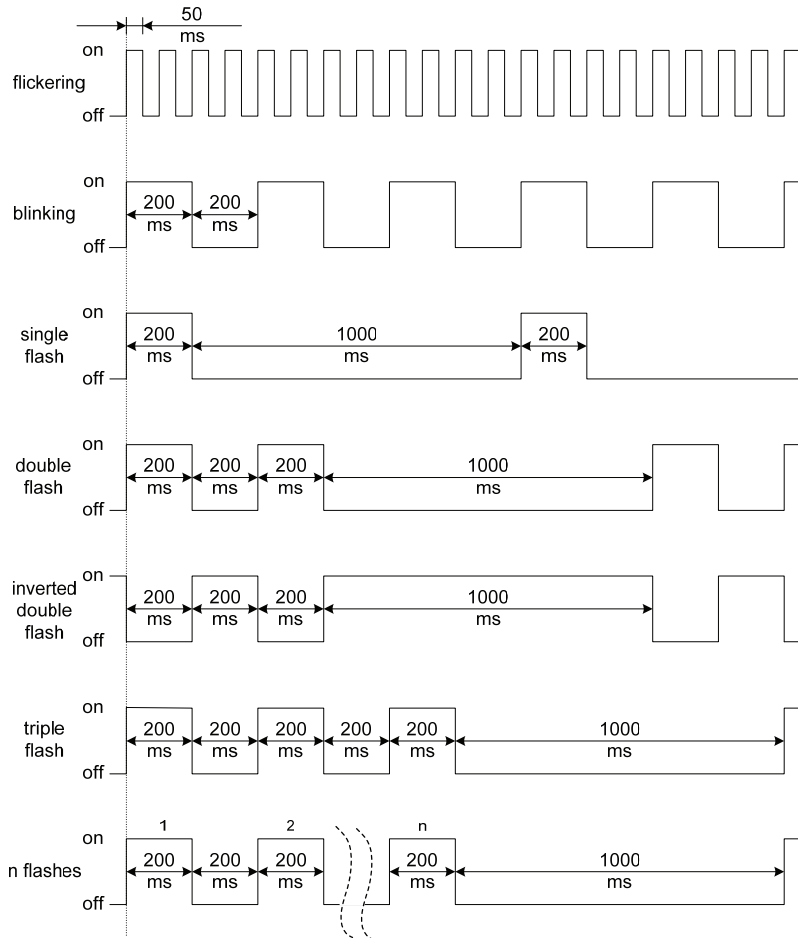 50
ms
on
flickering
off
on
200 200
blinking
ms ms
off
on
single
flash
200 1000 200
ms ms ms
off
on
double
flash
200 200 200 1000
ms ms ms ms
off
on
inverted
double
flash
200 200 200 1000
ms ms ms ms
off
on
triple
flash
200 200 200 200 200 1000
ms ms ms ms ms ms
off
1 2 n
on
n flashes
200 200 200 200 1000
ms ms ms ms ms
off